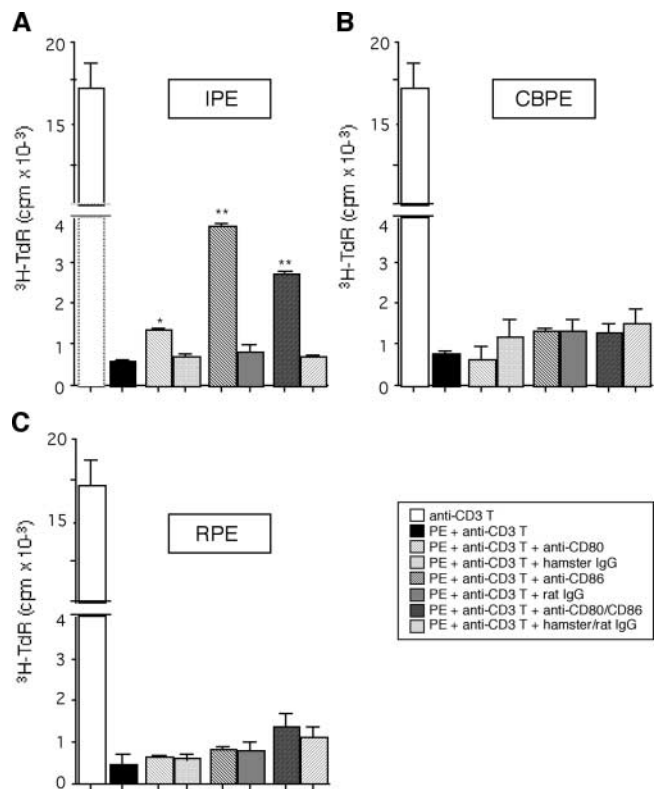 A
20
15
4
3
2
1
0
³H-TdR (cpm x 10⁻³)
IPE
*
**
**
B
20
15
4
3
2
1
0
³H-TdR (cpm x 10⁻³)
CBPE
C
20
15
4
3
2
1
0
³H-TdR (cpm x 10⁻³)
RPE
anti-CD3 T
PE + anti-CD3 T
PE + anti-CD3 T + anti-CD80
PE + anti-CD3 T + hamster IgG
PE + anti-CD3 T + anti-CD86
PE + anti-CD3 T + rat IgG
PE + anti-CD3 T + anti-CD80/CD86
PE + anti-CD3 T + hamster/rat IgG